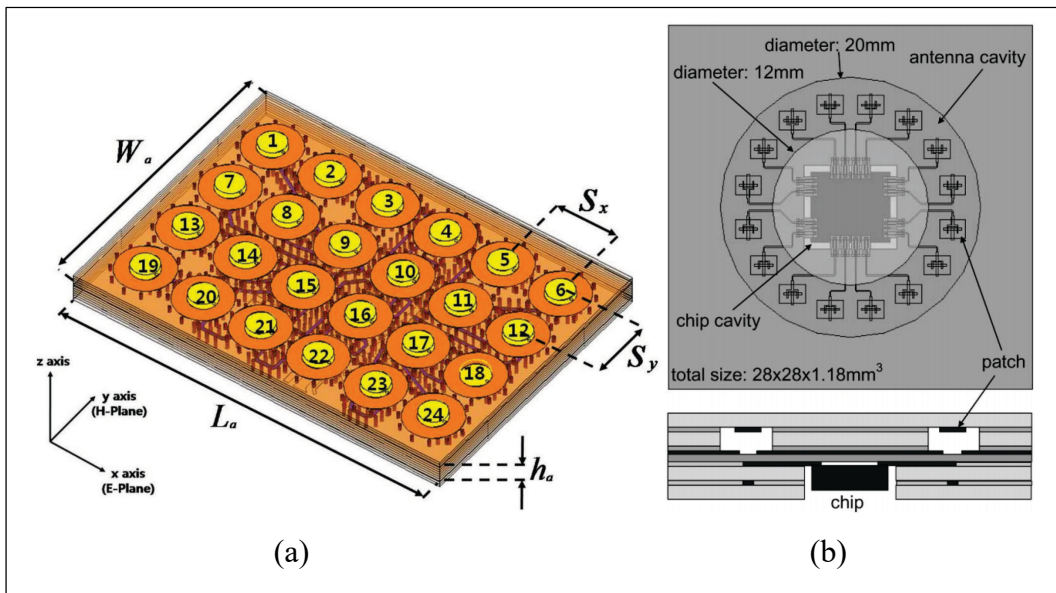 W_a
1
2
3
4
5
6
7
8
9
10
11
12
13
14
15
16
17
18
19
20
21
22
23
24
S_x
S_y
L_a
h_a
z axis
y axis
(H-Plane)
x axis
(E-Plane)
(a)
diameter: 20mm
diameter: 12mm
antenna cavity
chip cavity
patch
total size: 28x28x1.18mm³
chip
(b)